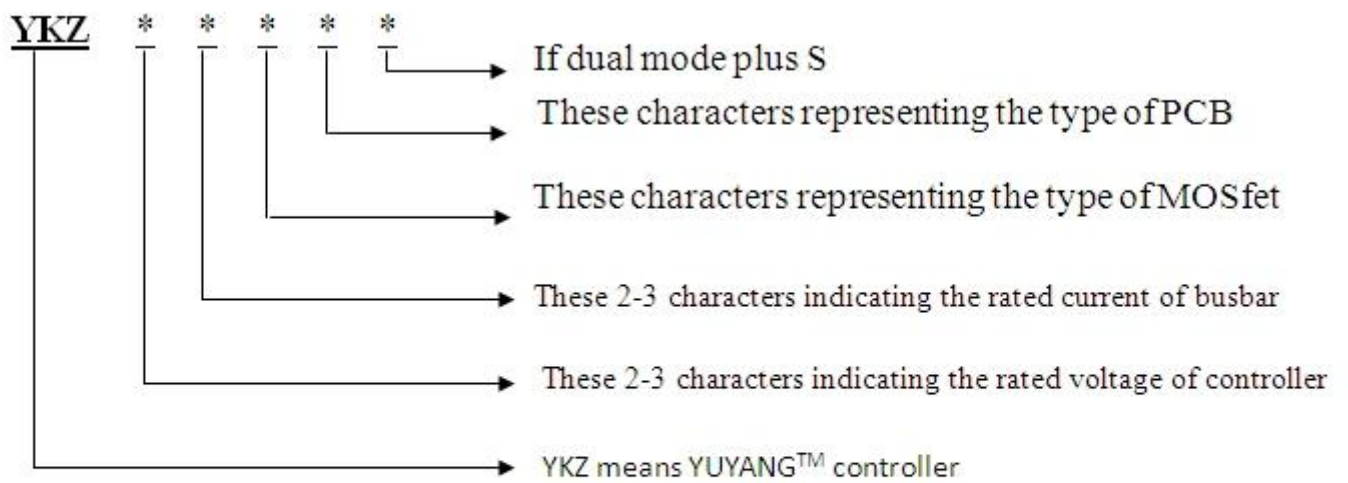 YKZ * * * * *
If dual mode plus S
These characters representing the type of PCB
These characters representing the type of MOSfet
These 2-3 characters indicating the rated current of busbar
These 2-3 characters indicating the rated voltage of controller
YKZ means YUYANG™ controller